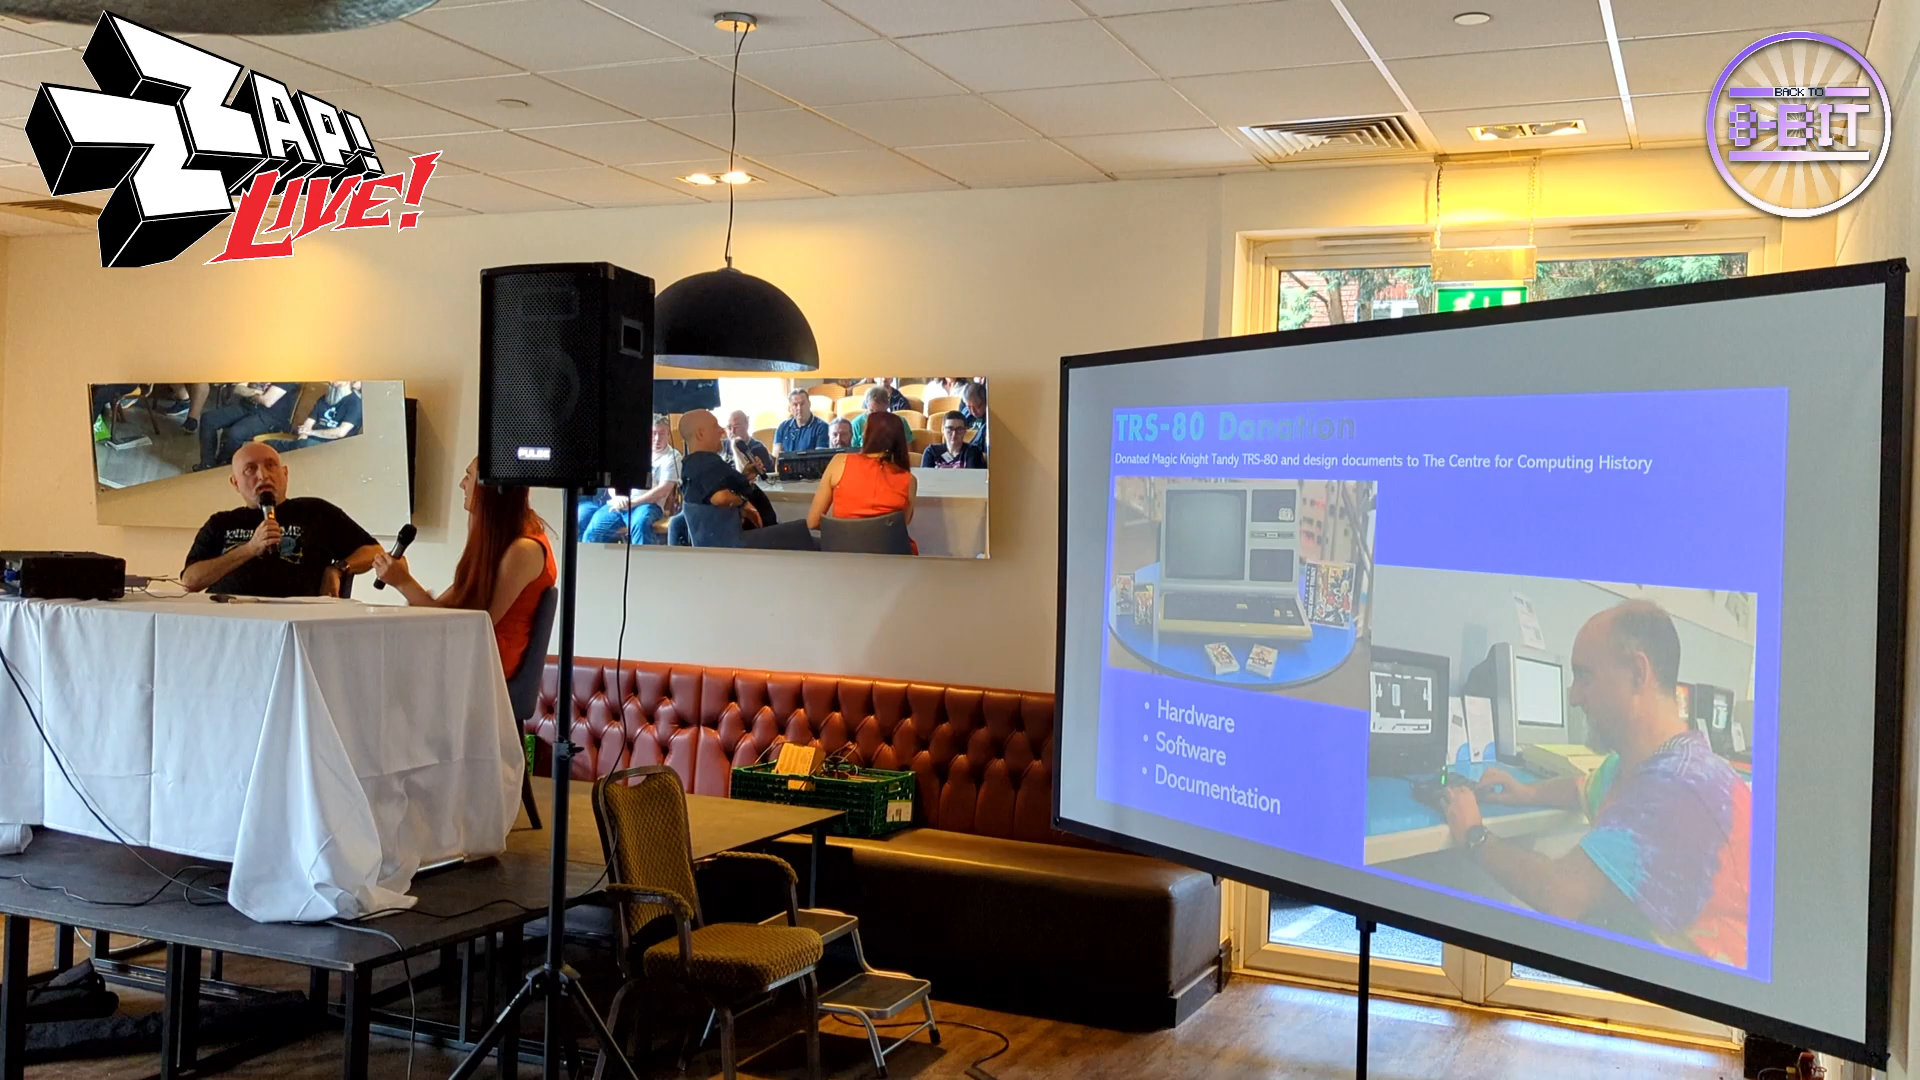 ZZAP!
LIVE!
BACK TO
8-BIT
PULSE
TRS-80 Donation
Donated Magic Knight Tandy TRS-80 and design documents to The Centre for Computing History
• Hardware
• Software
• Documentation